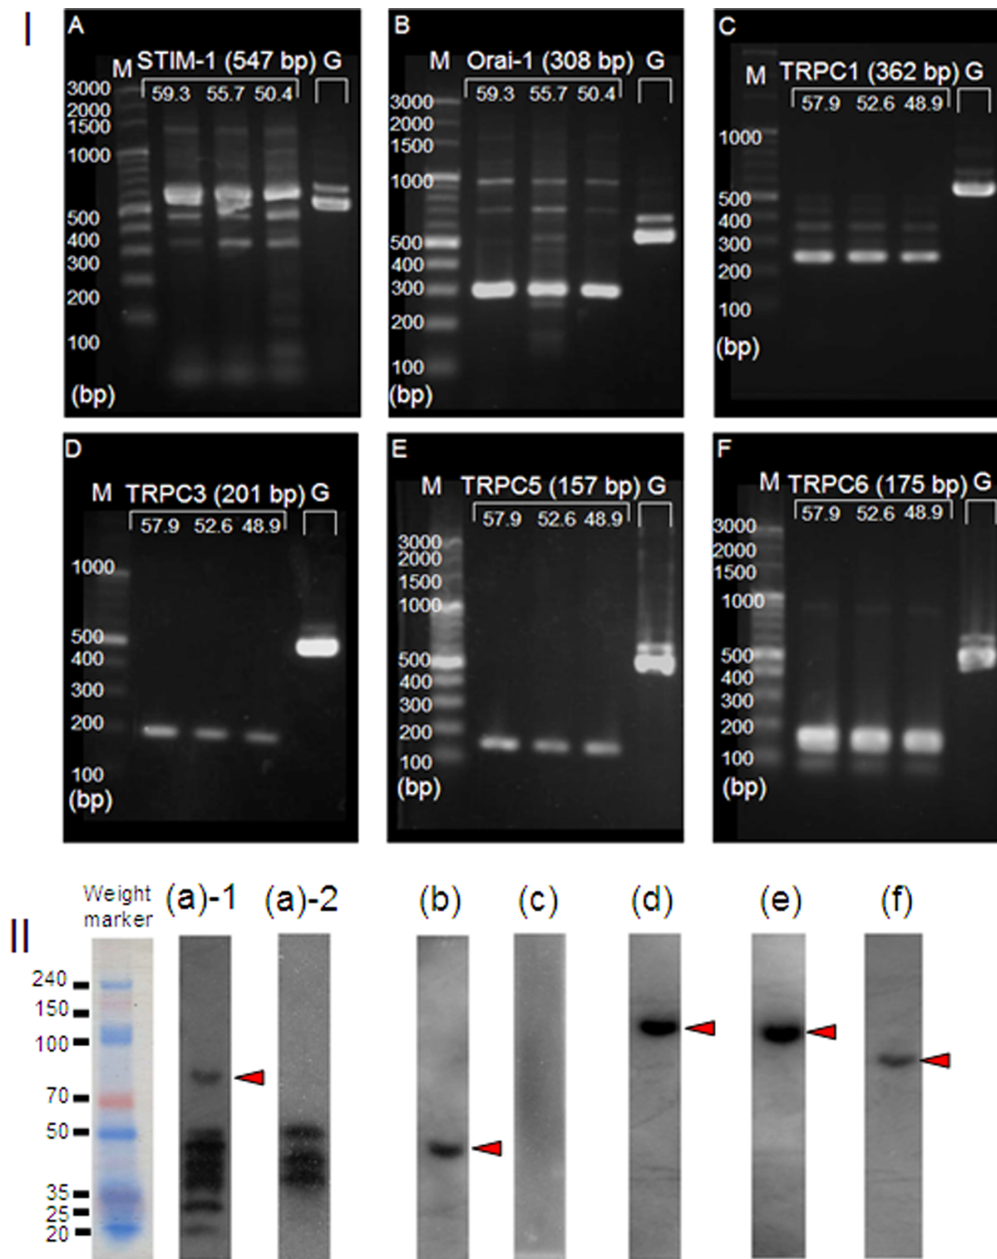 I
A
STIM-1 (547 bp) G
M
59.3 55.7 50.4
3000
2000
1500
1000
500
400
300
200
100
(bp)
B
Orai-1 (308 bp) G
M
59.3 55.7 50.4
3000
2000
1500
1000
500
400
300
200
100
(bp)
C
G
M TRPC1 (362 bp)
57.9 52.6 48.9
1000
500
400
300
200
100
(bp)
D
M TRPC3 (201 bp) G
57.9 52.6 48.9
1000
500
400
300
200
100
(bp)
E
M TRPC5 (157 bp) G
57.9 52.6 48.9
3000
2000
1500
1000
500
400
300
200
100
(bp)
F
M TRPC6 (175 bp) G
57.9 52.6 48.9
3000
2000
1500
1000
500
400
300
200
100
(bp)
II
Weight
marker
(a)-1 (a)-2 (b) (c) (d) (e) (f)
240
150
100
70
50
35
25
20